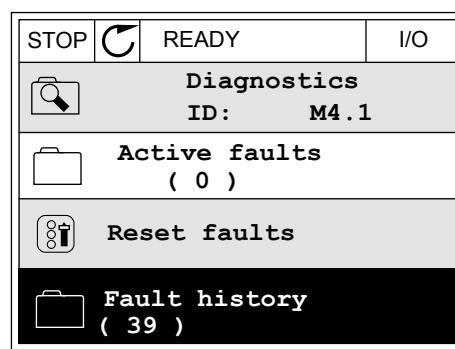 STOP READY I/O
Diagnostics
ID: M4.1
Active faults
( 0 )
Reset faults
Fault history
( 39 )